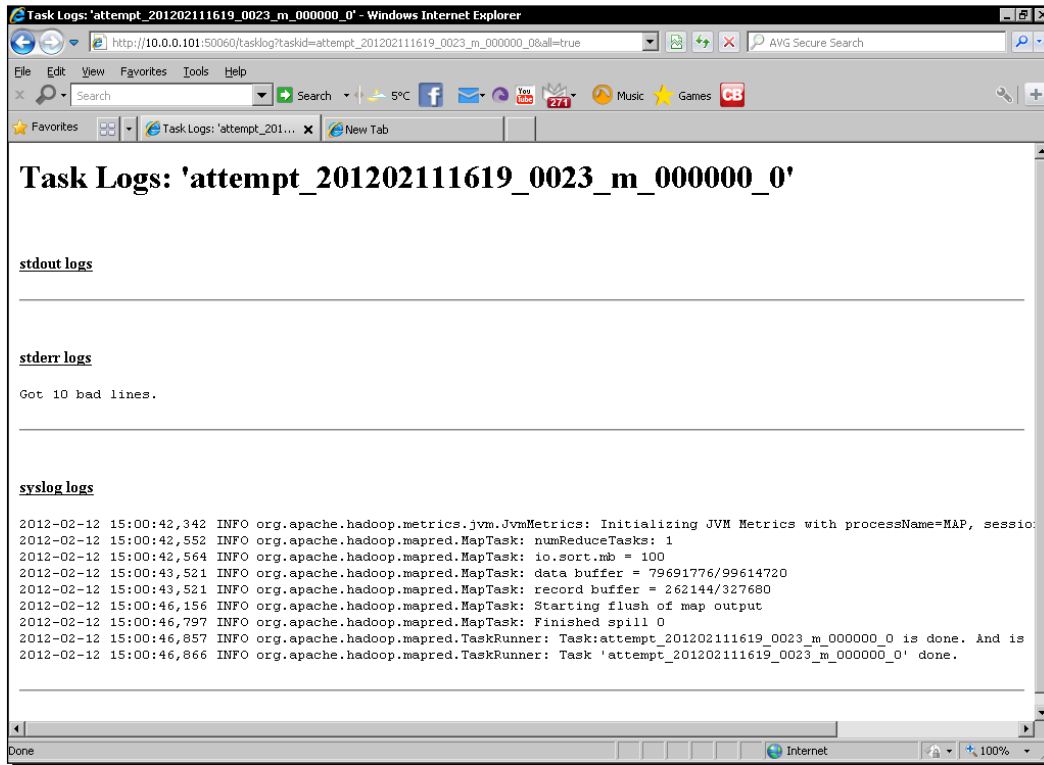 Task Logs: 'attempt_201202111619_0023_m_000000_0' - Windows Internet Explorer
http://10.0.0.101:50060/tasklog?taskid=attempt_201202111619_0023_m_000000_0&all=true
AVG Secure Search
File Edit View Favorites Tools Help
Search Search 5°C f You Tube 271 Music Games CB
Favorites Task Logs: 'attempt_201... New Tab
Task Logs: 'attempt_201202111619_0023_m_000000_0'
stdout logs
stderr logs
Got 10 bad lines.
syslog logs
2012-02-12 15:00:42,342 INFO org.apache.hadoop.metrics.jvm.JvmMetrics: Initializing JVM Metrics with processName=MAP, sessio
2012-02-12 15:00:42,552 INFO org.apache.hadoop.mapred.MapTask: numReduceTasks: 1
2012-02-12 15:00:42,564 INFO org.apache.hadoop.mapred.MapTask: io.sort.mb = 100
2012-02-12 15:00:43,521 INFO org.apache.hadoop.mapred.MapTask: data buffer = 79691776/99614720
2012-02-12 15:00:43,521 INFO org.apache.hadoop.mapred.MapTask: record buffer = 262144/327680
2012-02-12 15:00:46,156 INFO org.apache.hadoop.mapred.MapTask: Starting flush of map output
2012-02-12 15:00:46,797 INFO org.apache.hadoop.mapred.MapTask: Finished spill 0
2012-02-12 15:00:46,857 INFO org.apache.hadoop.mapred.TaskRunner: Task:attempt_201202111619_0023_m_000000_0 is done. And is
2012-02-12 15:00:46,866 INFO org.apache.hadoop.mapred.TaskRunner: Task 'attempt_201202111619_0023_m_000000_0' done.
Done Internet 100%